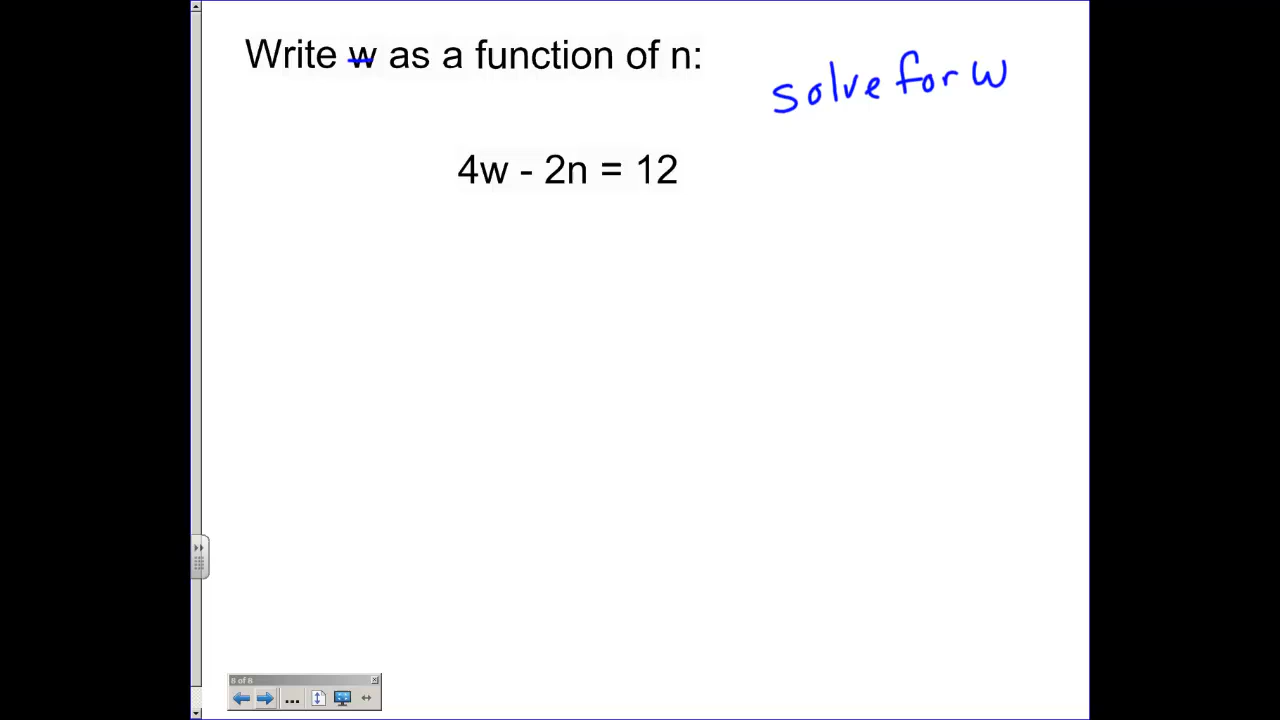 Write w as a function of n:
solve for w
4w - 2n = 12
8 of 8
...